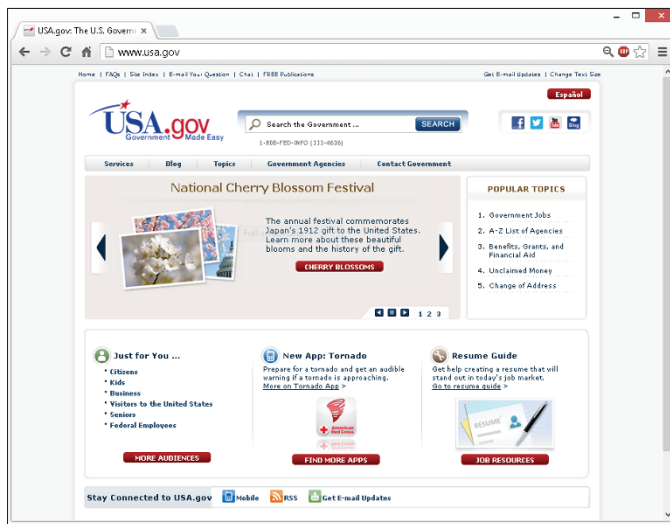 USA.gov: The U.S. Governm
www.usa.gov
Home | FAQs | Site Index | E-mail Your Question | Chat | FREE Publications
Get E-mail Updates | Change Text Size
Español
USA.gov
Government Made Easy
Search the Government...
SEARCH
1-800-FED-INFO (333-4636)
Blog
Services Blog Topics Government Agencies Contact Government
National Cherry Blossom Festival
The annual festival commemorates
Japan's 1912 gift to the United States.
Learn more about these beautiful
blooms and the history of the gift.
CHERRY BLOSSOMS
1 2 3
POPULAR TOPICS
1. Government Jobs
2. A-Z List of Agencies
3. Benefits, Grants, and
Financial Aid
4. Unclaimed Money
5. Change of Address
Just for You ...
Citizens
Kids
Business
Visitors to the United States
Seniors
Federal Employees
MORE AUDIENCES
New App: Tornado
Prepare for a tornado and get an audible
warning if a tornado is approaching.
More on Tornado App >
American
Red Cross
FIND MORE APPS
Resume Guide
Get help creating a resume that will
stand out in today's job market.
Go to resume guide >
RESUME
JOB RESOURCES
Stay Connected to USA.gov Mobile RSS Get E-mail Updates